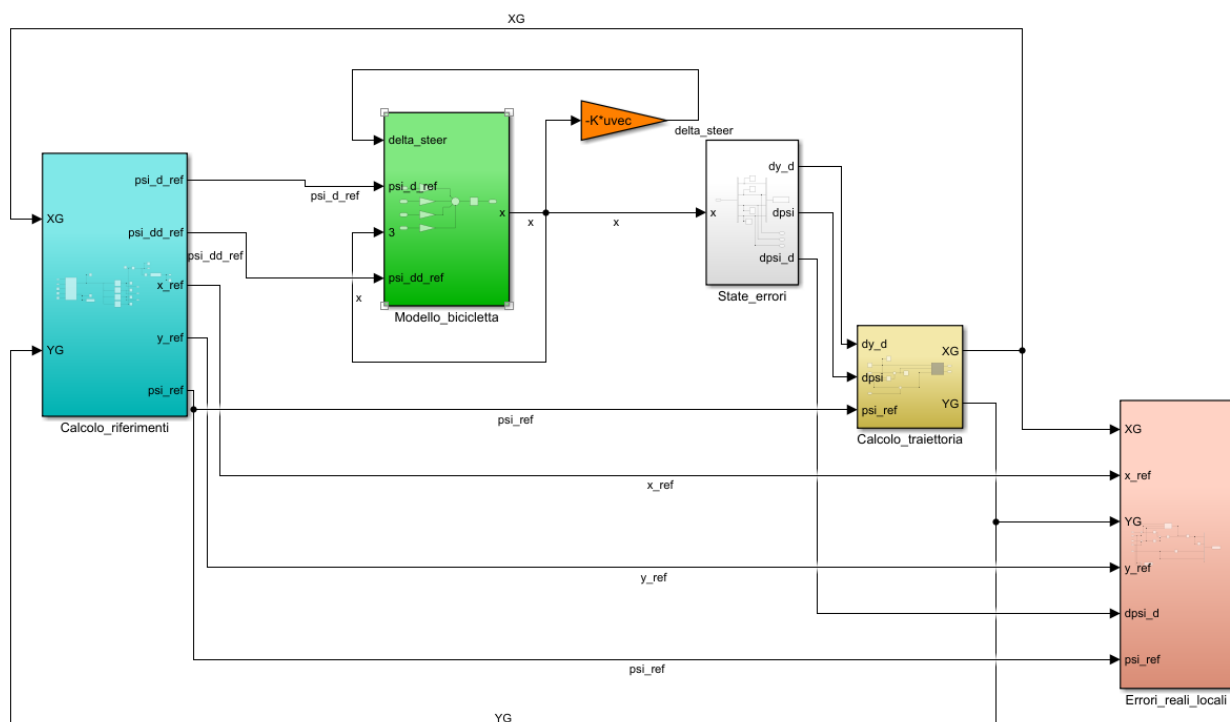 XG
delta_steer
-K*uvec
delta_steer
dy_d
psi_d_ref
psi_d_ref
psi_d_ref
XG
x
x
x
x
dpsi
3
psi_dd_ref
psi_dd_ref
dpsi_d
psi_dd_ref
x_ref
x
State_errori
Modello_bicicletta
y_ref
dy_d
XG
YG
dpsi
psi_ref
psi_ref
YG
psi_ref
Calcolo_riferimenti
Calcolo_traiettoria
XG
x_ref
x_ref
YG
y_ref
y_ref
dpsi_d
psi_ref
psi_ref
Errori_reali_locali
YG